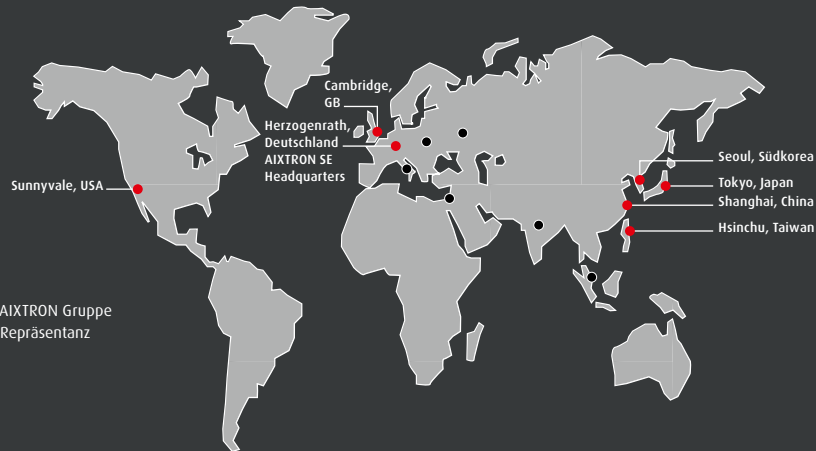 Cambridge,
GB
Herzogenrath,
Deutschland
AIXTRON SE
Headquarters
Sunnyvale, USA
Seoul, Südkorea
Tokyo, Japan
Shanghai, China
Hsinchu, Taiwan
AIXTRON Gruppe
Repräsentanz